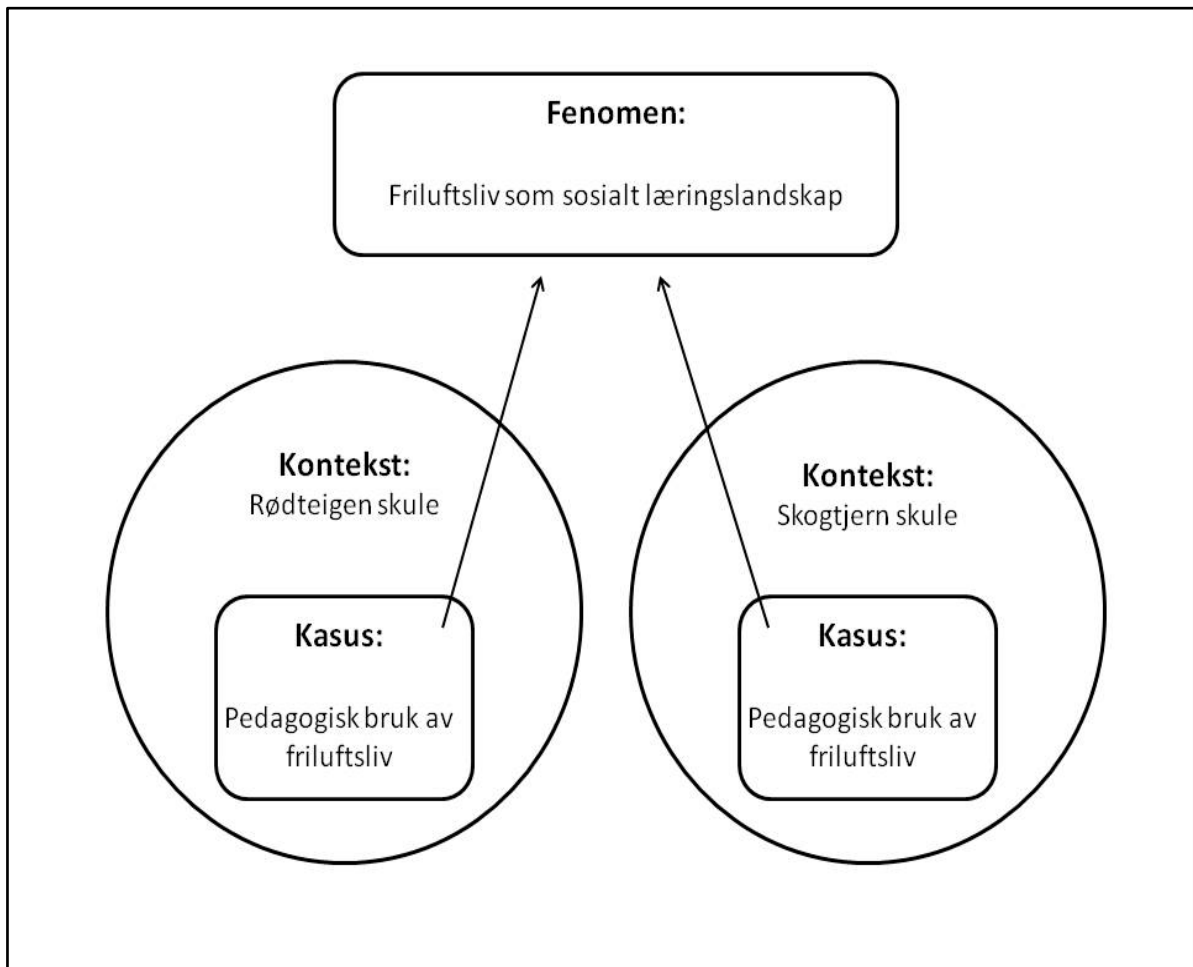 Fenomen:
Friluftsliv som sosialt læringslandskap
Kontekst:
Rødteigen skule
Kasus:
Pedagogisk bruk av
friluftsliv
Kontekst:
Skogtjern skule
Kasus:
Pedagogisk bruk av
friluftsliv